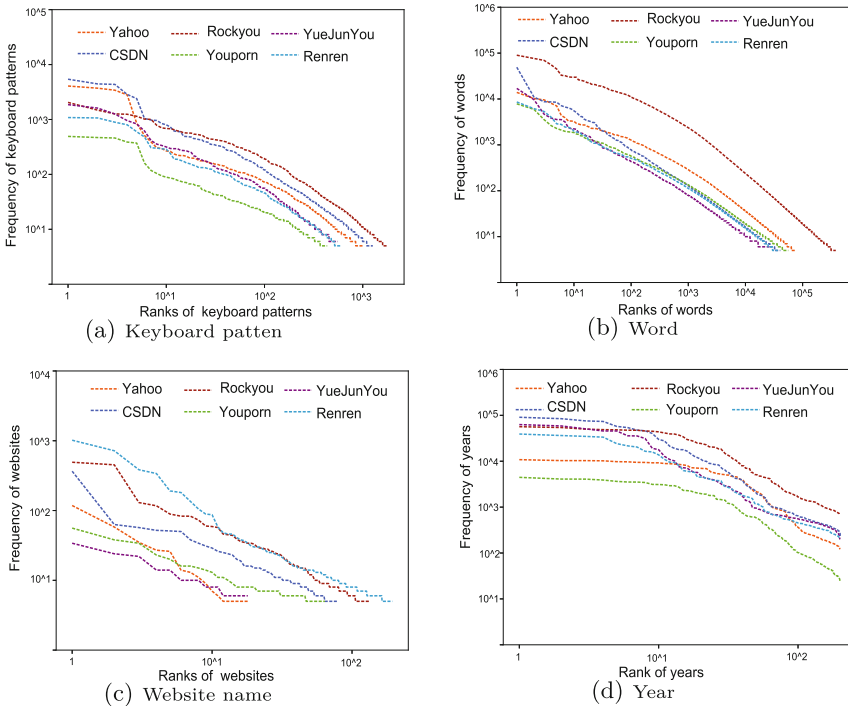 10^5
Yahoo
Rockyou
YueJunYou
CSDN
Youporn
Renren
10^4
10^3
10^2
10^1
Frequency of keyboard patterns
1
10^1
10^2
10^3
Ranks of keyboard patterns
(a) Keyboard patten
10^6
Yahoo
Rockyou
YueJunYou
CSDN
Youporn
Renren
10^5
10^4
10^3
10^2
10^1
Frequency of words
1
10^1
10^2
10^3
10^4
10^5
Ranks of words
(b) Word
10^4
Yahoo
Rockyou
YueJunYou
CSDN
Youporn
Renren
10^3
10^2
10^1
Frequency of websites
1
10^1
10^2
Ranks of websites
(c) Website name
10^6
Yahoo
Rockyou
YueJunYou
CSDN
Youporn
Renren
10^5
10^4
10^3
10^2
10^1
Frequency of years
1
10^1
10^2
Rank of years
(d) Year